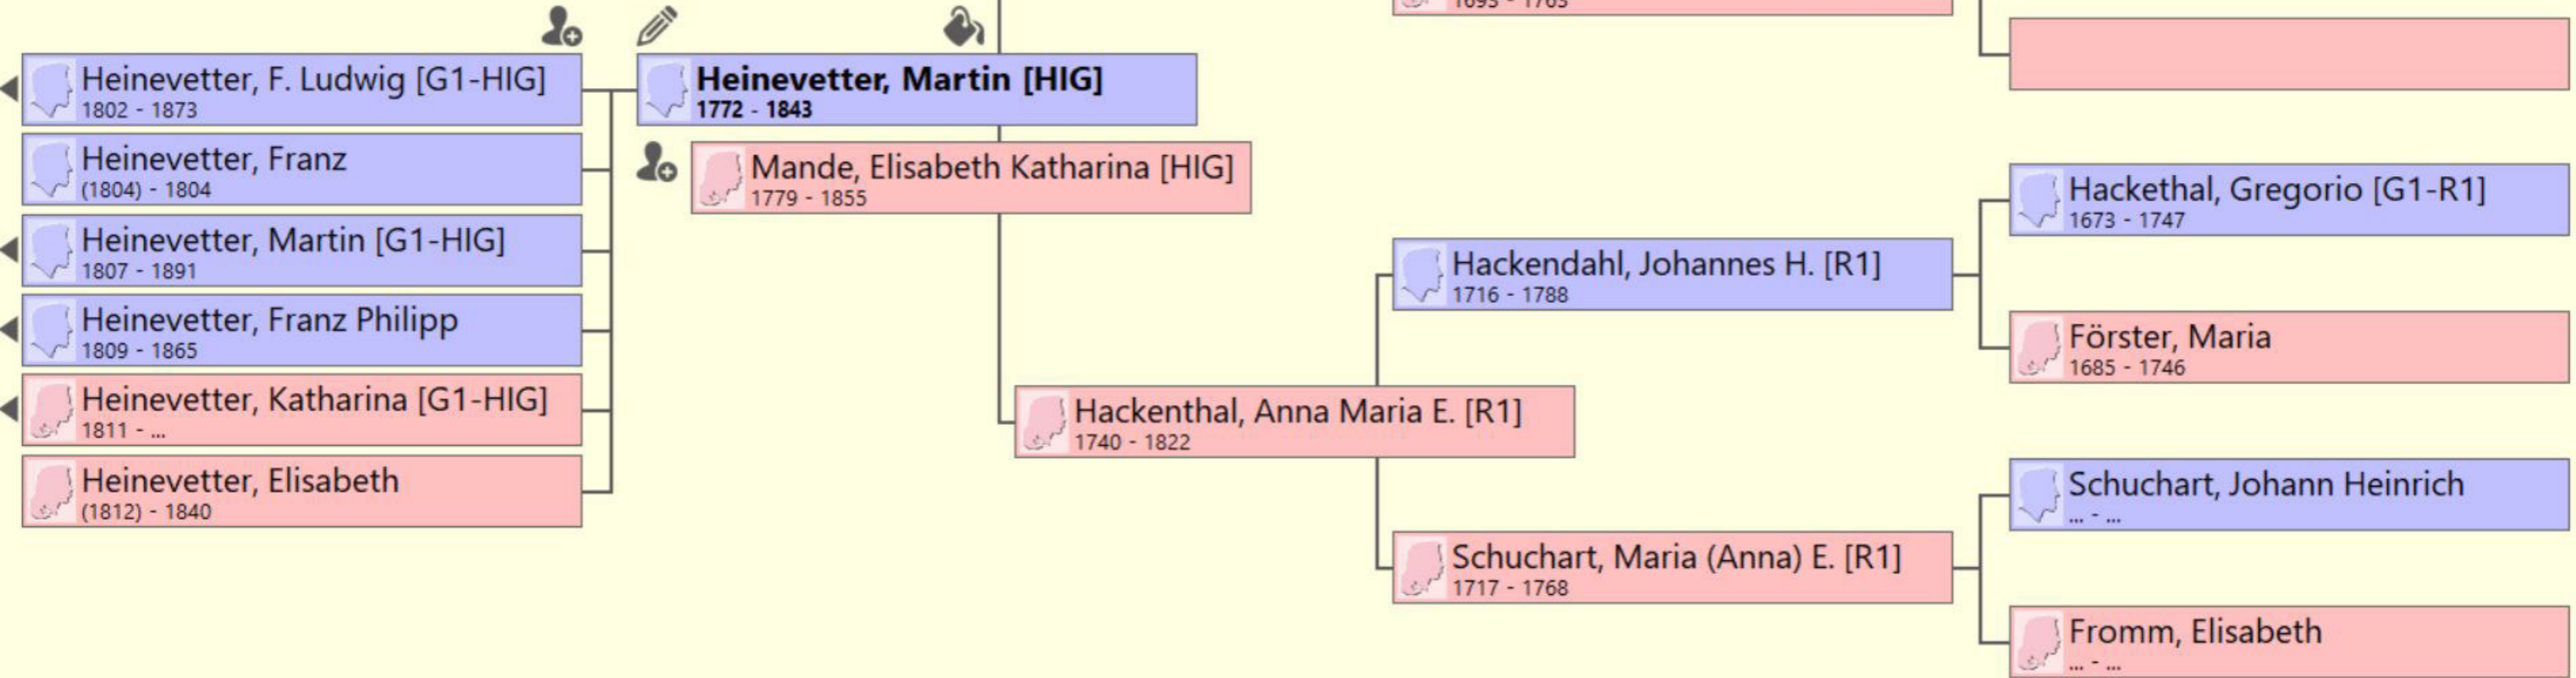 Heinevetter, F. Ludwig [G1-HIG]
1802 - 1873
Heinevetter, Franz
(1804) - 1804
Heinevetter, Martin [G1-HIG]
1807 - 1891
Heinevetter, Franz Philipp
1809 - 1865
Heinevetter, Katharina [G1-HIG]
1811 - ...
Heinevetter, Elisabeth
(1812) - 1840
Heinevetter, Martin [HIG]
1772 - 1843
Mande, Elisabeth Katharina [HIG]
1779 - 1855
Hackenthal, Anna Maria E. [R1]
1740 - 1822
1693 - 1763
Hackendahl, Johannes H. [R1]
1716 - 1788
Schuchart, Maria (Anna) E. [R1]
1717 - 1768
Hackethal, Gregorio [G1-R1]
1673 - 1747
Förster, Maria
1685 - 1746
Schuchart, Johann Heinrich
... - ...
Fromm, Elisabeth
... - ...